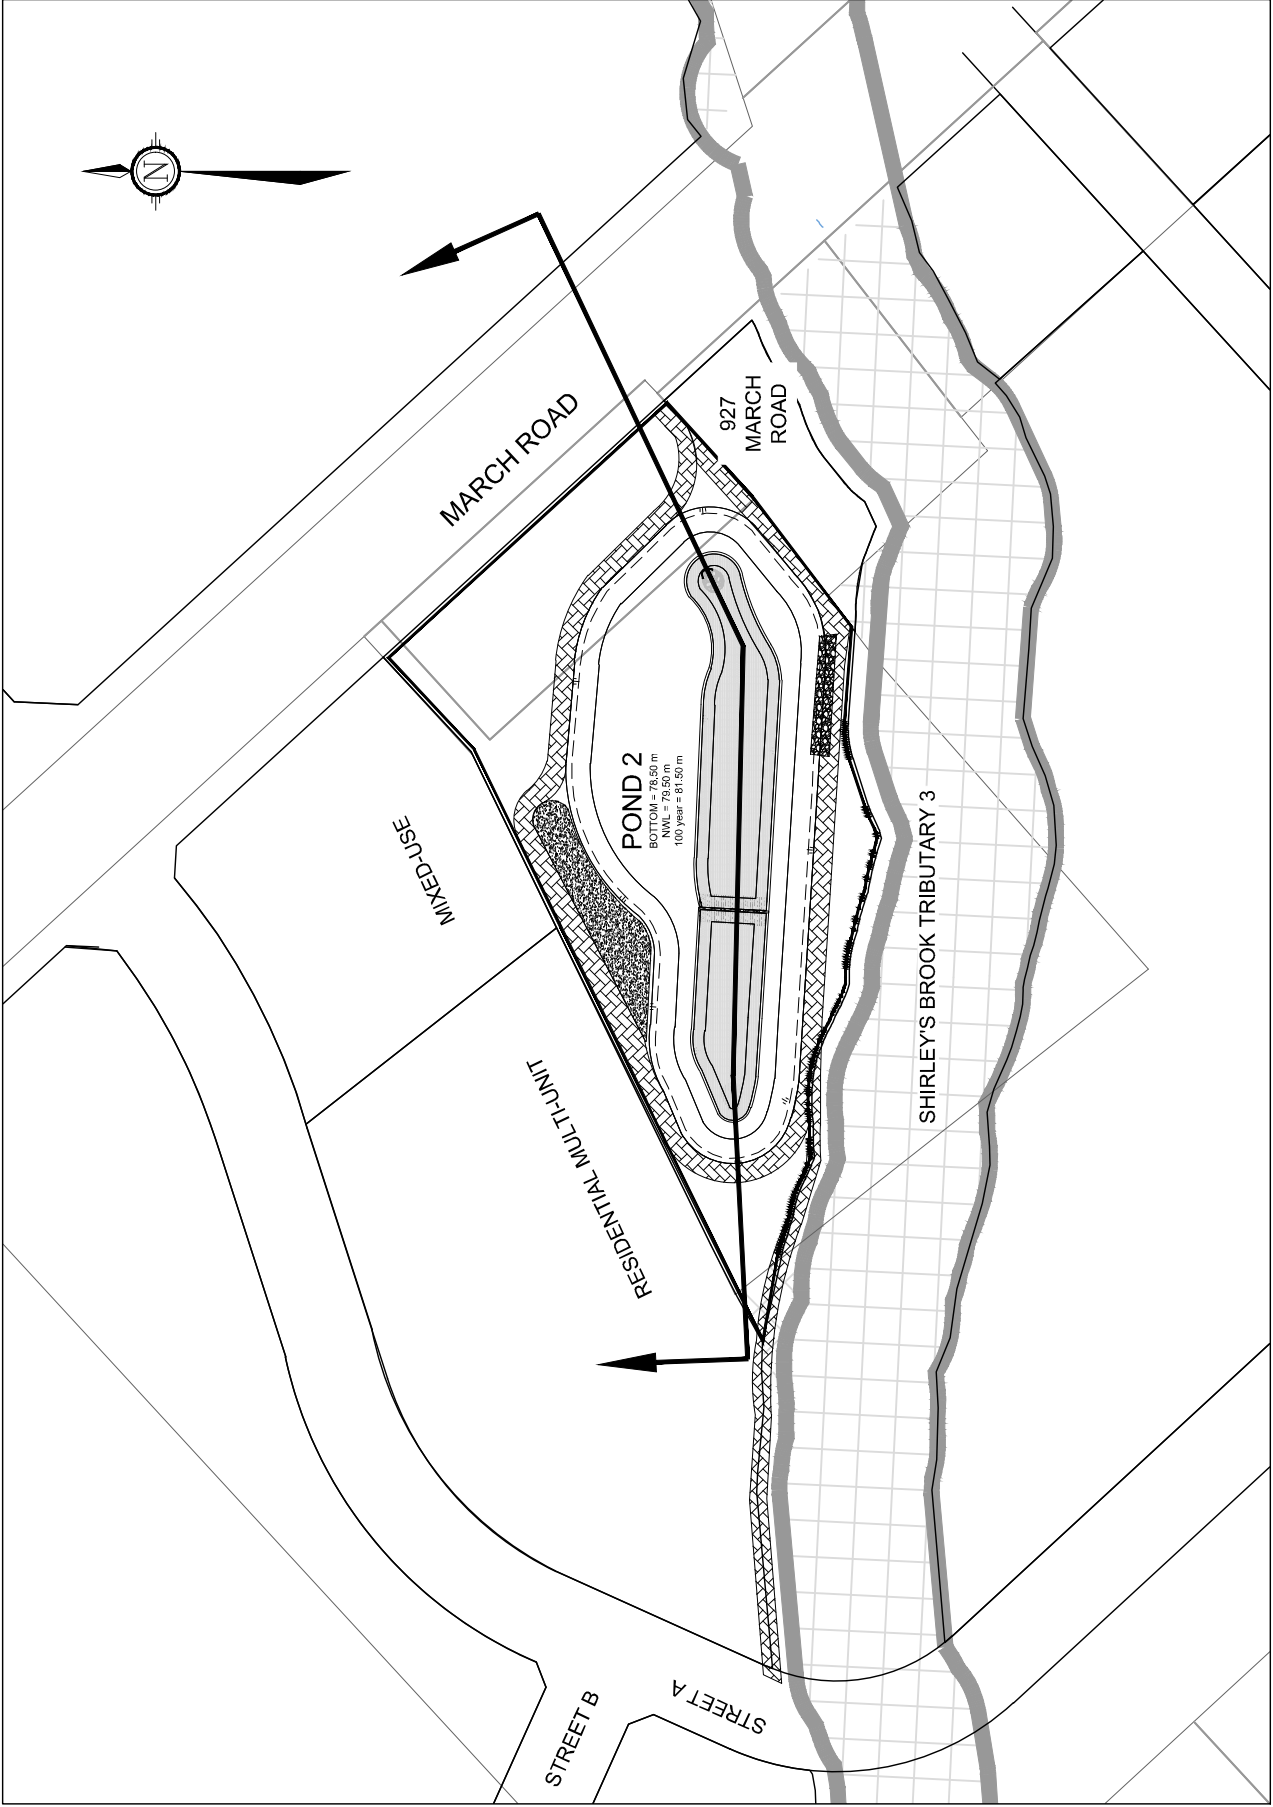 N
MARCH ROAD
927
MARCH
ROAD
MIXED-USE
POND 2
BOTTOM = 78.50 m
NWL = 79.50 m
100 year = 81.50 m
RESIDENTIAL MULTI-UNIT
SHIRLEY'S BROOK TRIBUTARY 3
STREET A
STREET B